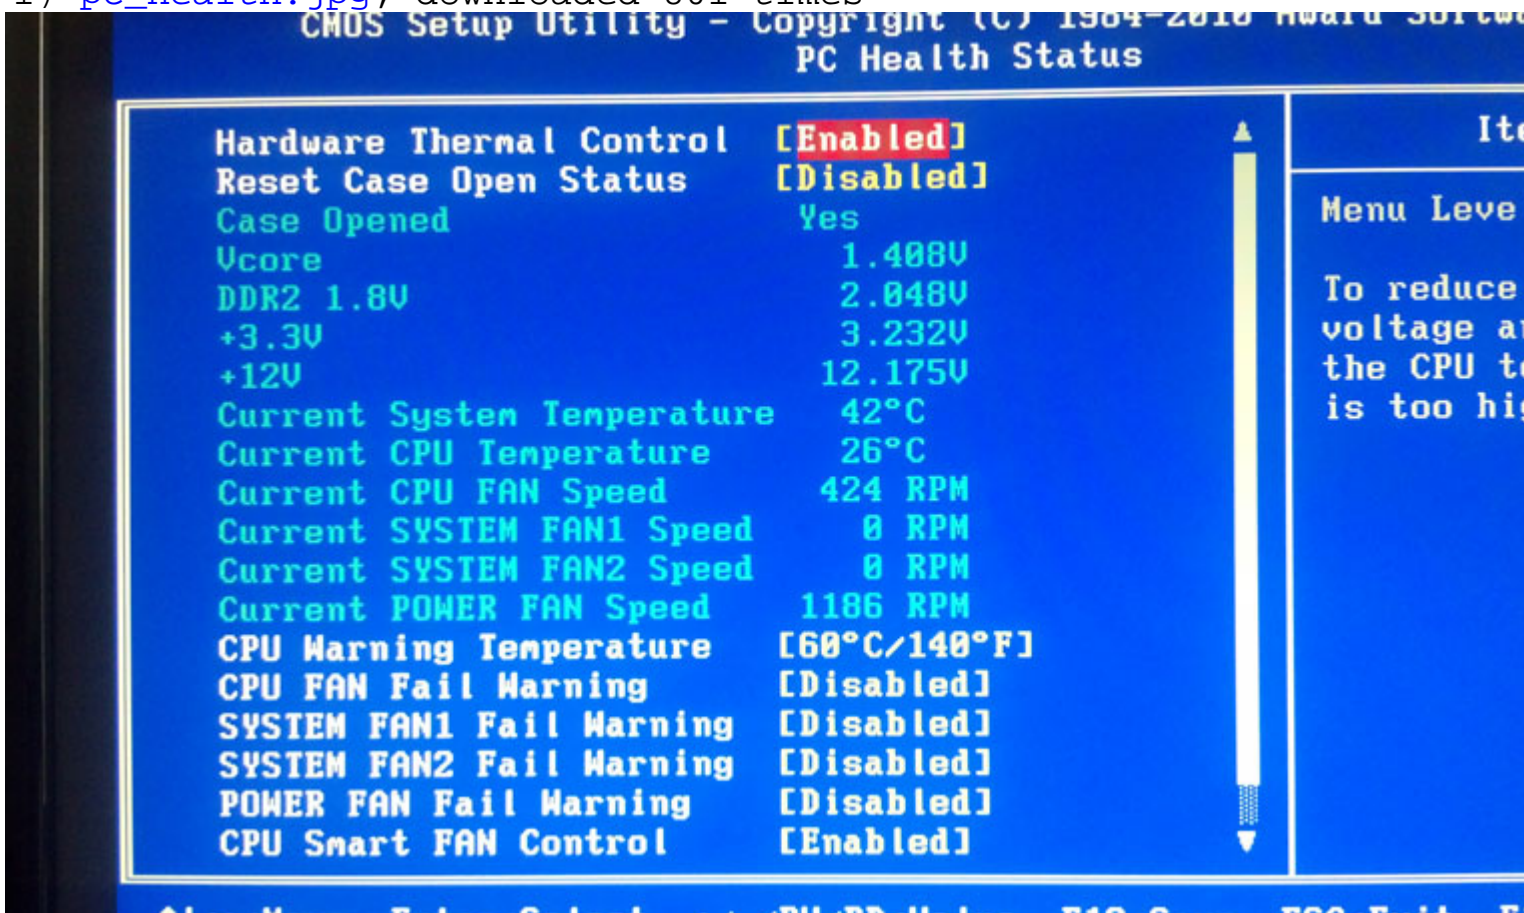 CMOS Setup Utility - Copyright (C) 1984-2010 Award
PC Health Status
Hardware Thermal Control [Enabled]
Reset Case Open Status [Disabled]
Case Opened Yes
Vcore 1.408V
DDR2 1.8V 2.048V
+3.3V 3.232V
+12V 12.175V
Current System Temperature 42°C
Current CPU Temperature 26°C
Current CPU FAN Speed 424 RPM
Current SYSTEM FAN1 Speed 0 RPM
Current SYSTEM FAN2 Speed 0 RPM
Current POWER FAN Speed 1186 RPM
CPU Warning Temperature [60°C/140°F]
CPU FAN Fail Warning [Disabled]
SYSTEM FAN1 Fail Warning [Disabled]
SYSTEM FAN2 Fail Warning [Disabled]
POWER FAN Fail Warning [Disabled]
CPU Smart FAN Control [Enabled]
Ite
Menu Leve
To reduce
voltage
the CPU
is too